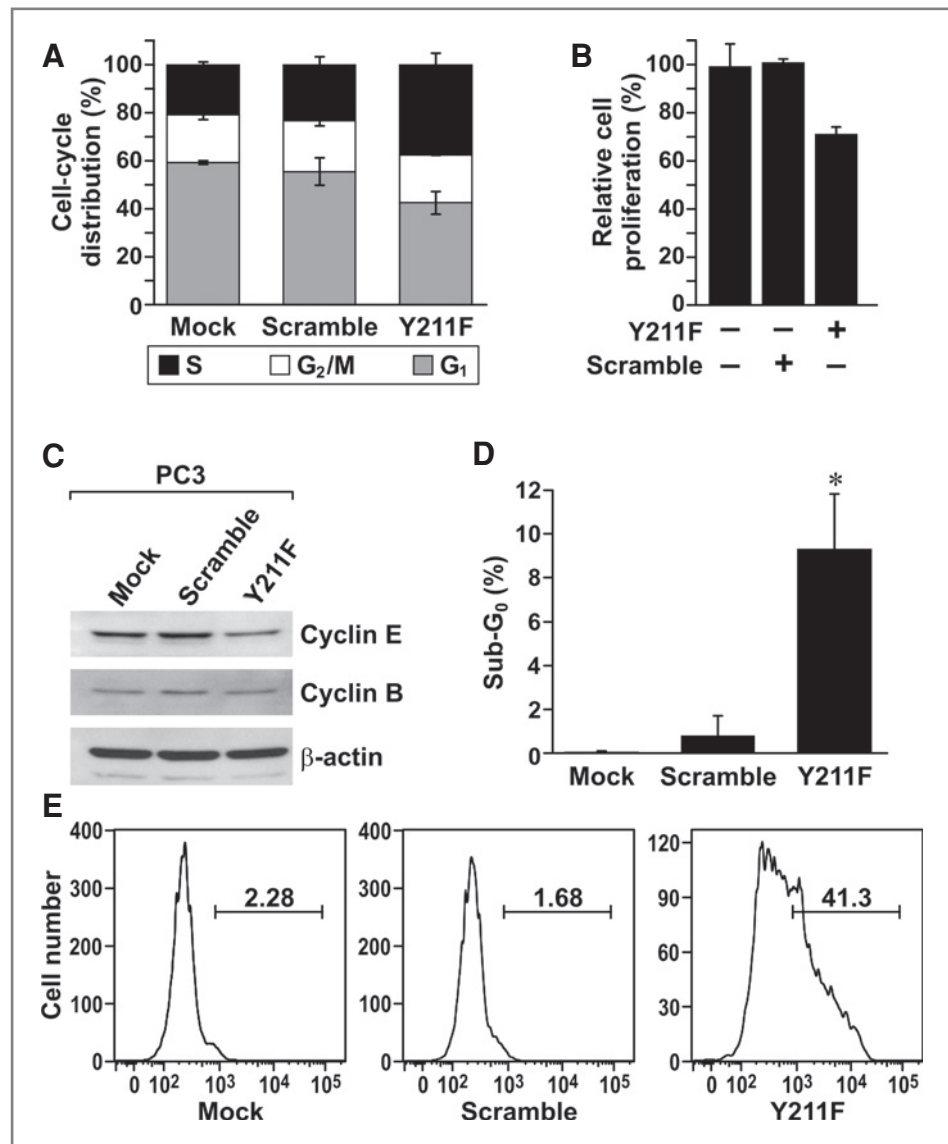 A
Cell-cycle
distribution (%)
100
80
60
40
20
0
Mock Scramble Y211F
S G₂/M G₁
B
Relative cell
proliferation (%)
100
80
60
40
20
0
Y211F – – +
Scramble – + –
C
PC3
Mock Scramble Y211F
Cyclin E
Cyclin B
β-actin
D
Sub-G₀ (%)
12
10
8
6
4
2
0
*
Mock Scramble Y211F
E
Cell number
400
300
200
100
0
2.28
0 10² 10³ 10⁴ 10⁵
Mock
400
300
200
100
0
1.68
0 10² 10³ 10⁴ 10⁵
Scramble
120
90
60
30
0
41.3
0 10² 10³ 10⁴ 10⁵
Y211F